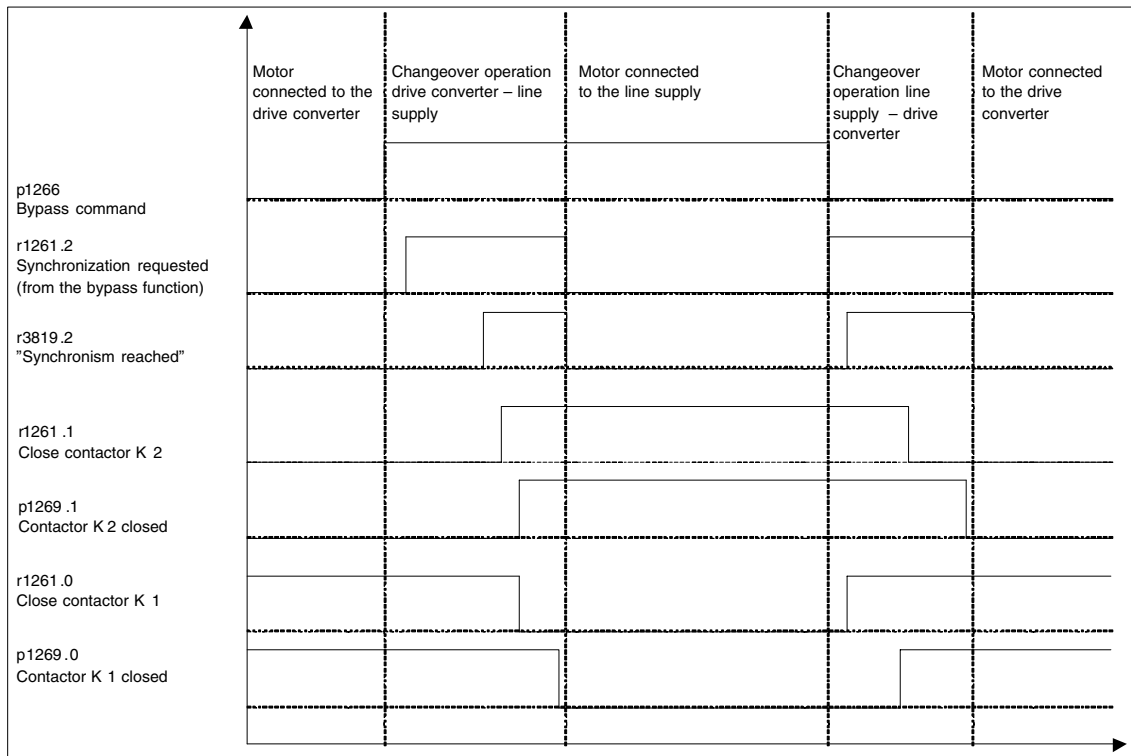 Motor
connected to the
drive converter
Changeover operation
drive converter – line
supply
Motor connected
to the line supply
Changeover
operation line
supply – drive
converter
Motor connected
to the drive
converter
p1266
Bypass command
r1261.2
Synchronization requested
(from the bypass function)
r3819.2
”Synchronism reached”
r1261.1
Close contactor K 2
p1269.1
Contactor K 2 closed
r1261.0
Close contactor K 1
p1269.0
Contactor K 1 closed